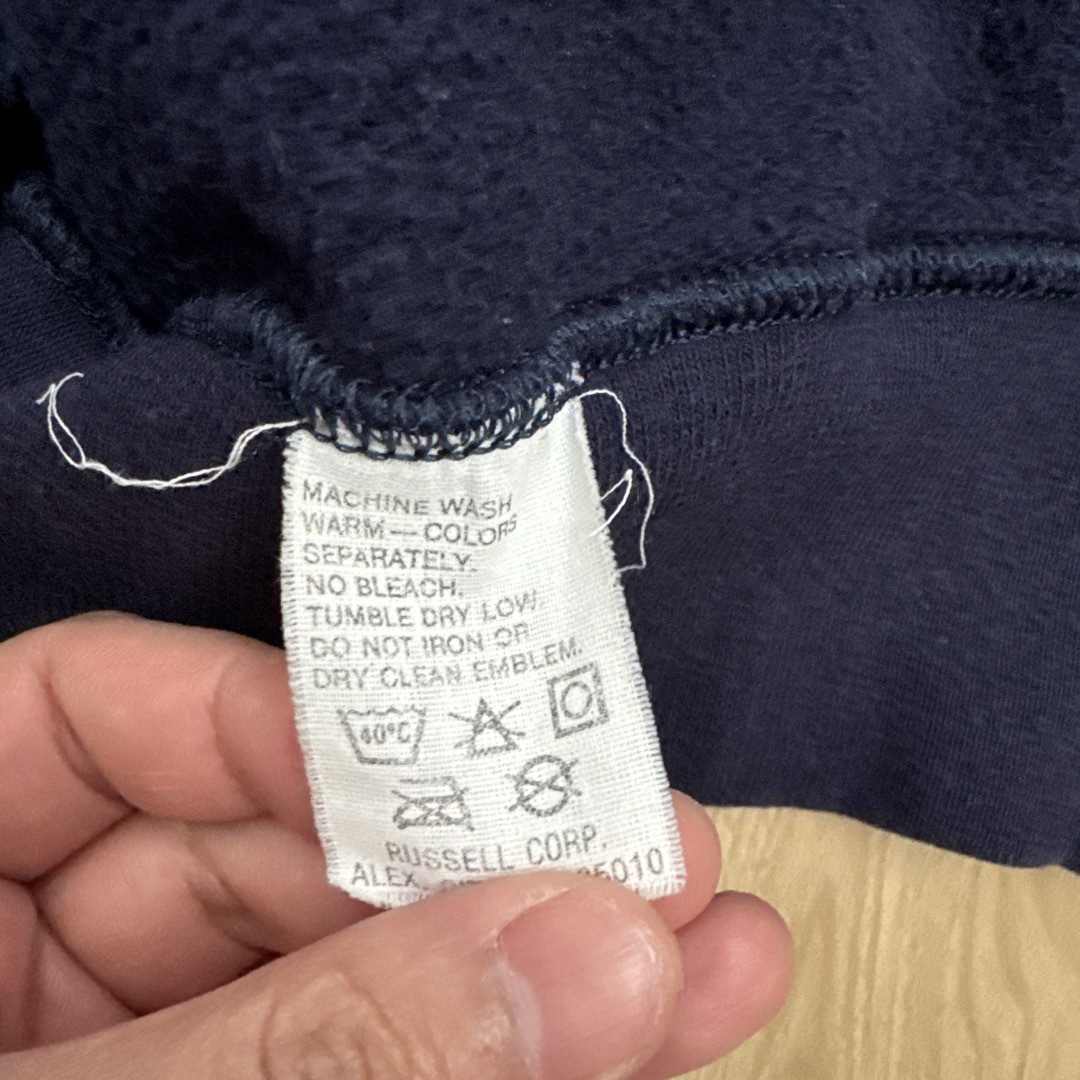 MACHINE WASH
WARM—COLORS
SEPARATELY.
NO BLEACH.
TUMBLE DRY LOW.
DO NOT IRON OR
DRY CLEAN EMBLEM.
40°C
RUSSELL CORP.
ALEX. 35010